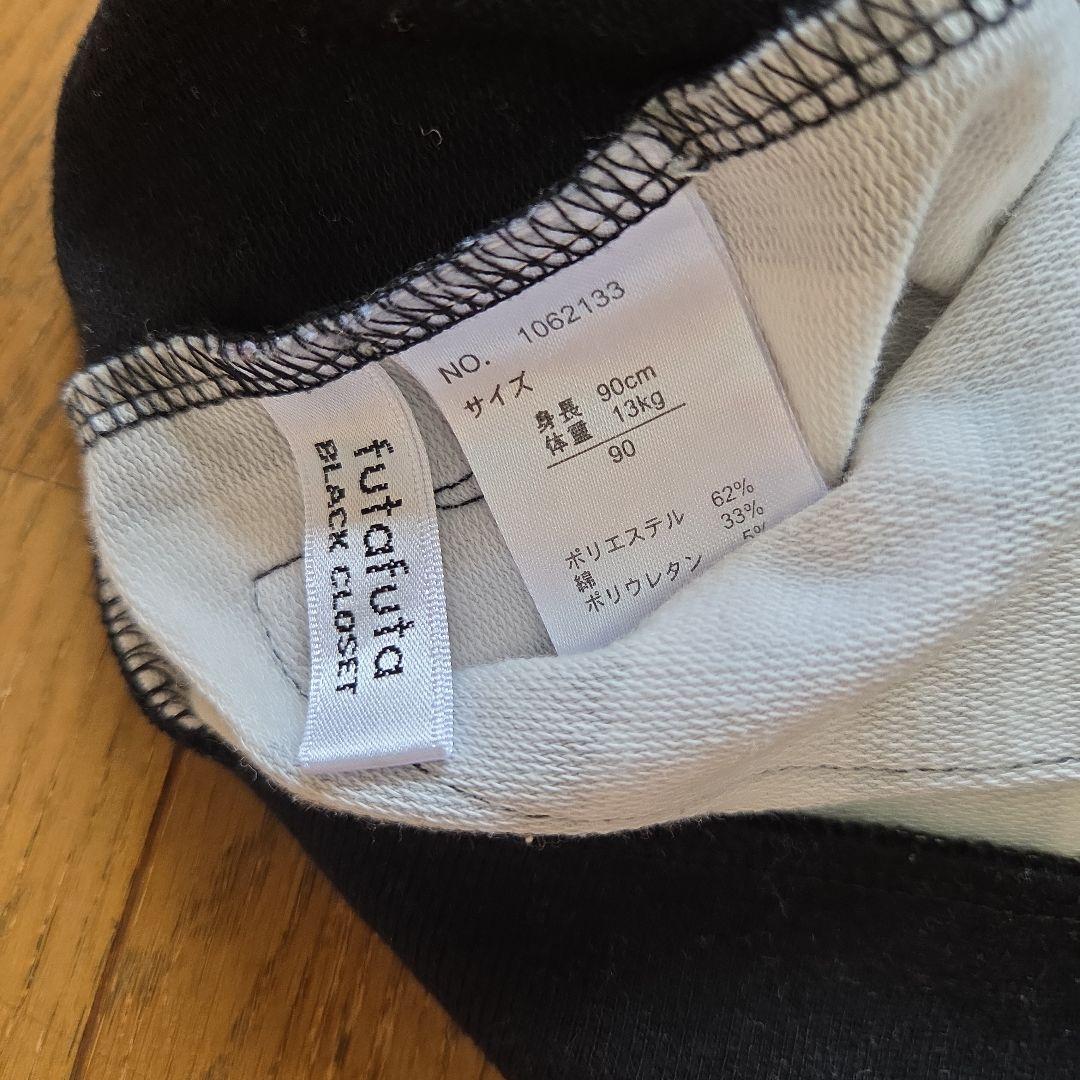 futafuta
BLACK CLOSET
NO. 1062133
サイズ
身長 90cm
体重 13kg
90
ポリエステル 62%
綿 33%
ポリウレタン 5%